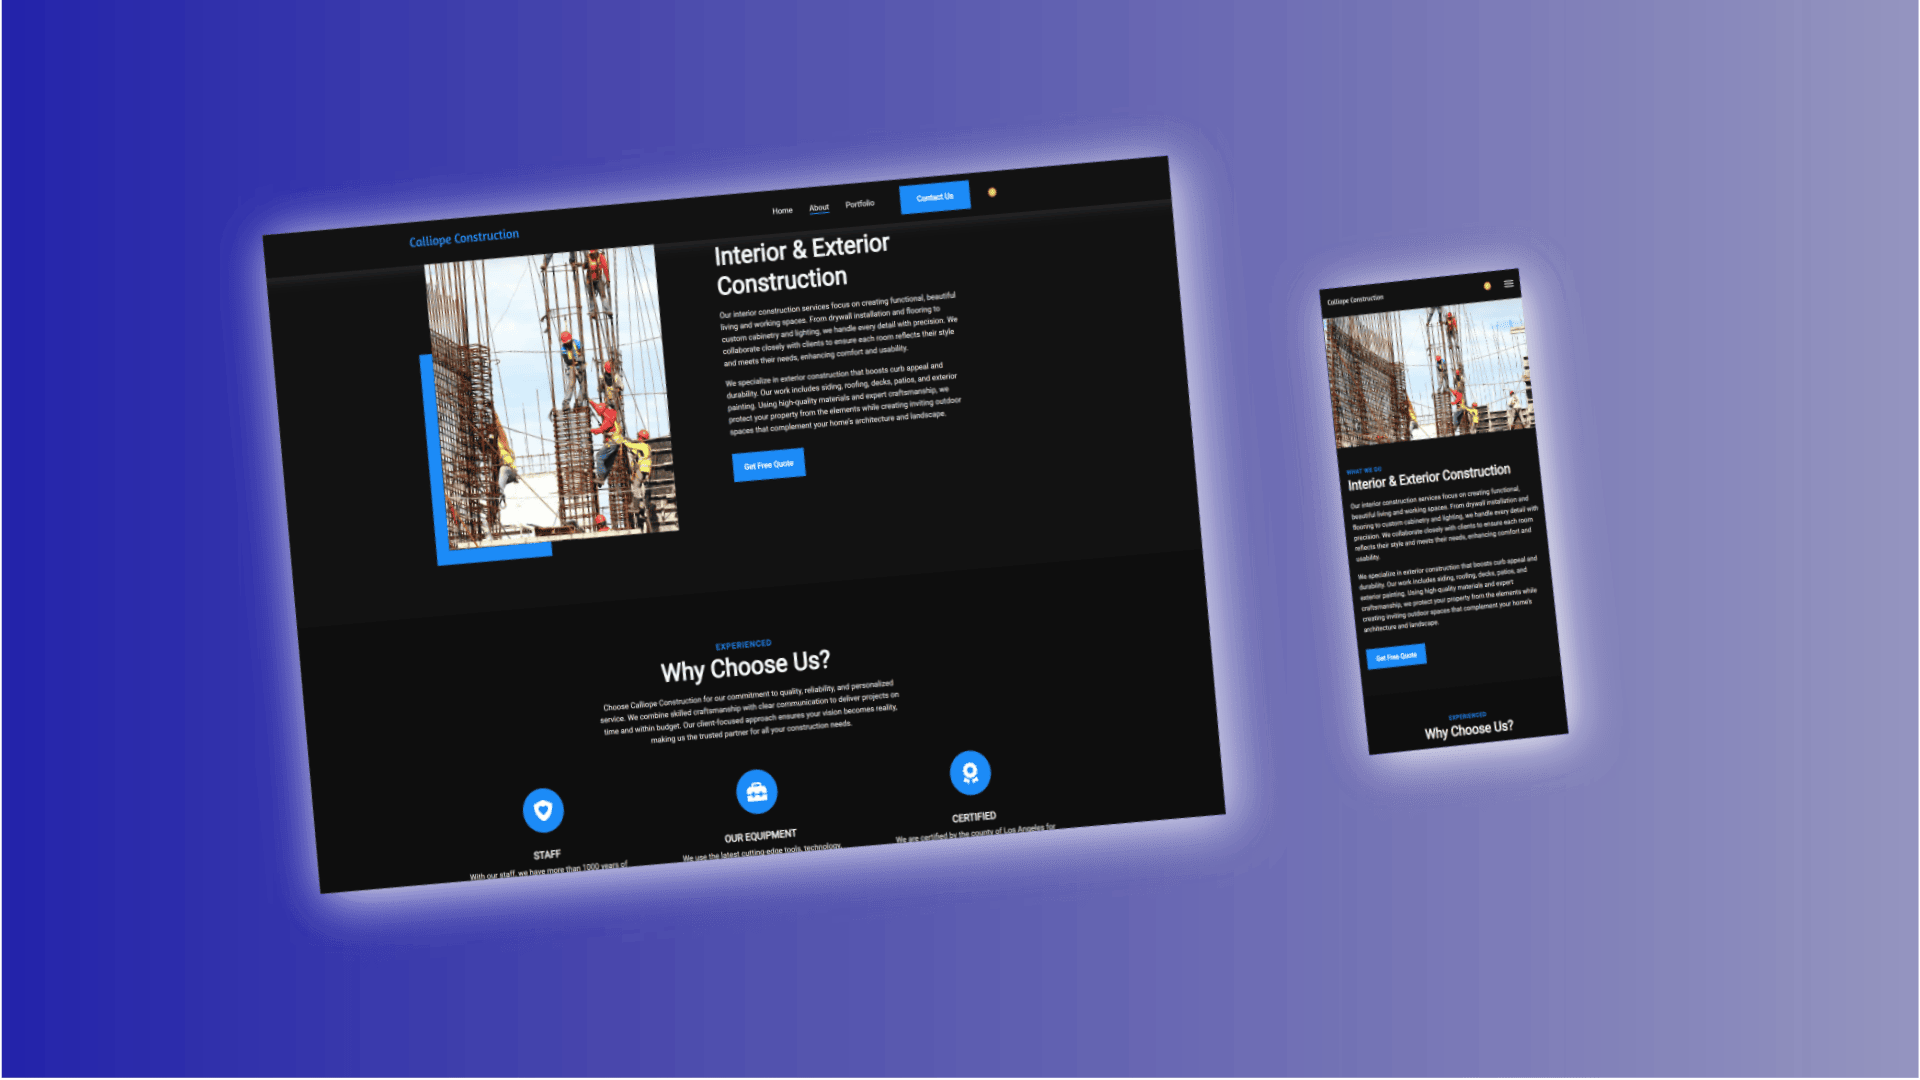 Calliope Construction
Home About Portfolio Contact Us
Interior & Exterior
Construction
Our interior construction services focus on creating functional, beautiful
living and working spaces. From drywall installation and flooring to
custom cabinetry and lighting, we handle every detail with precision. We
collaborate closely with clients to ensure each room reflects their style
and meets their needs, enhancing comfort and usability.
We specialize in exterior construction that boosts curb appeal and
durability. Our work includes siding, roofing, decks, patios, and exterior
painting. Using high-quality materials and expert craftsmanship, we
protect your property from the elements while creating inviting outdoor
spaces that complement your home's architecture and landscape.
Get Free Quote
EXPERIENCED
Why Choose Us?
Choose Calliope Construction for our commitment to quality, reliability, and personalized
service. We combine skilled craftsmanship with clear communication to deliver projects on
time and within budget. Our client-focused approach ensures your vision becomes reality,
making us the trusted partner for all your construction needs.
STAFF
With our staff, we have more than 1000 years of
OUR EQUIPMENT
We use the latest cutting-edge tools, technology,
CERTIFIED
We are certified by the county of Los Angeles for
Calliope Construction
WHAT WE DO
Interior & Exterior Construction
Our interior construction services focus on creating functional,
beautiful living and working spaces. From drywall installation and
flooring to custom cabinetry and lighting, we handle every detail with
precision. We collaborate closely with clients to ensure each room
reflects their style and meets their needs, enhancing comfort and
usability.
We specialize in exterior construction that boosts curb appeal and
durability. Our work includes siding, roofing, decks, patios, and
exterior painting. Using high-quality materials and expert
craftsmanship, we protect your property from the elements while
creating inviting outdoor spaces that complement your home's
architecture and landscape.
Get Free Quote
EXPERIENCED
Why Choose Us?